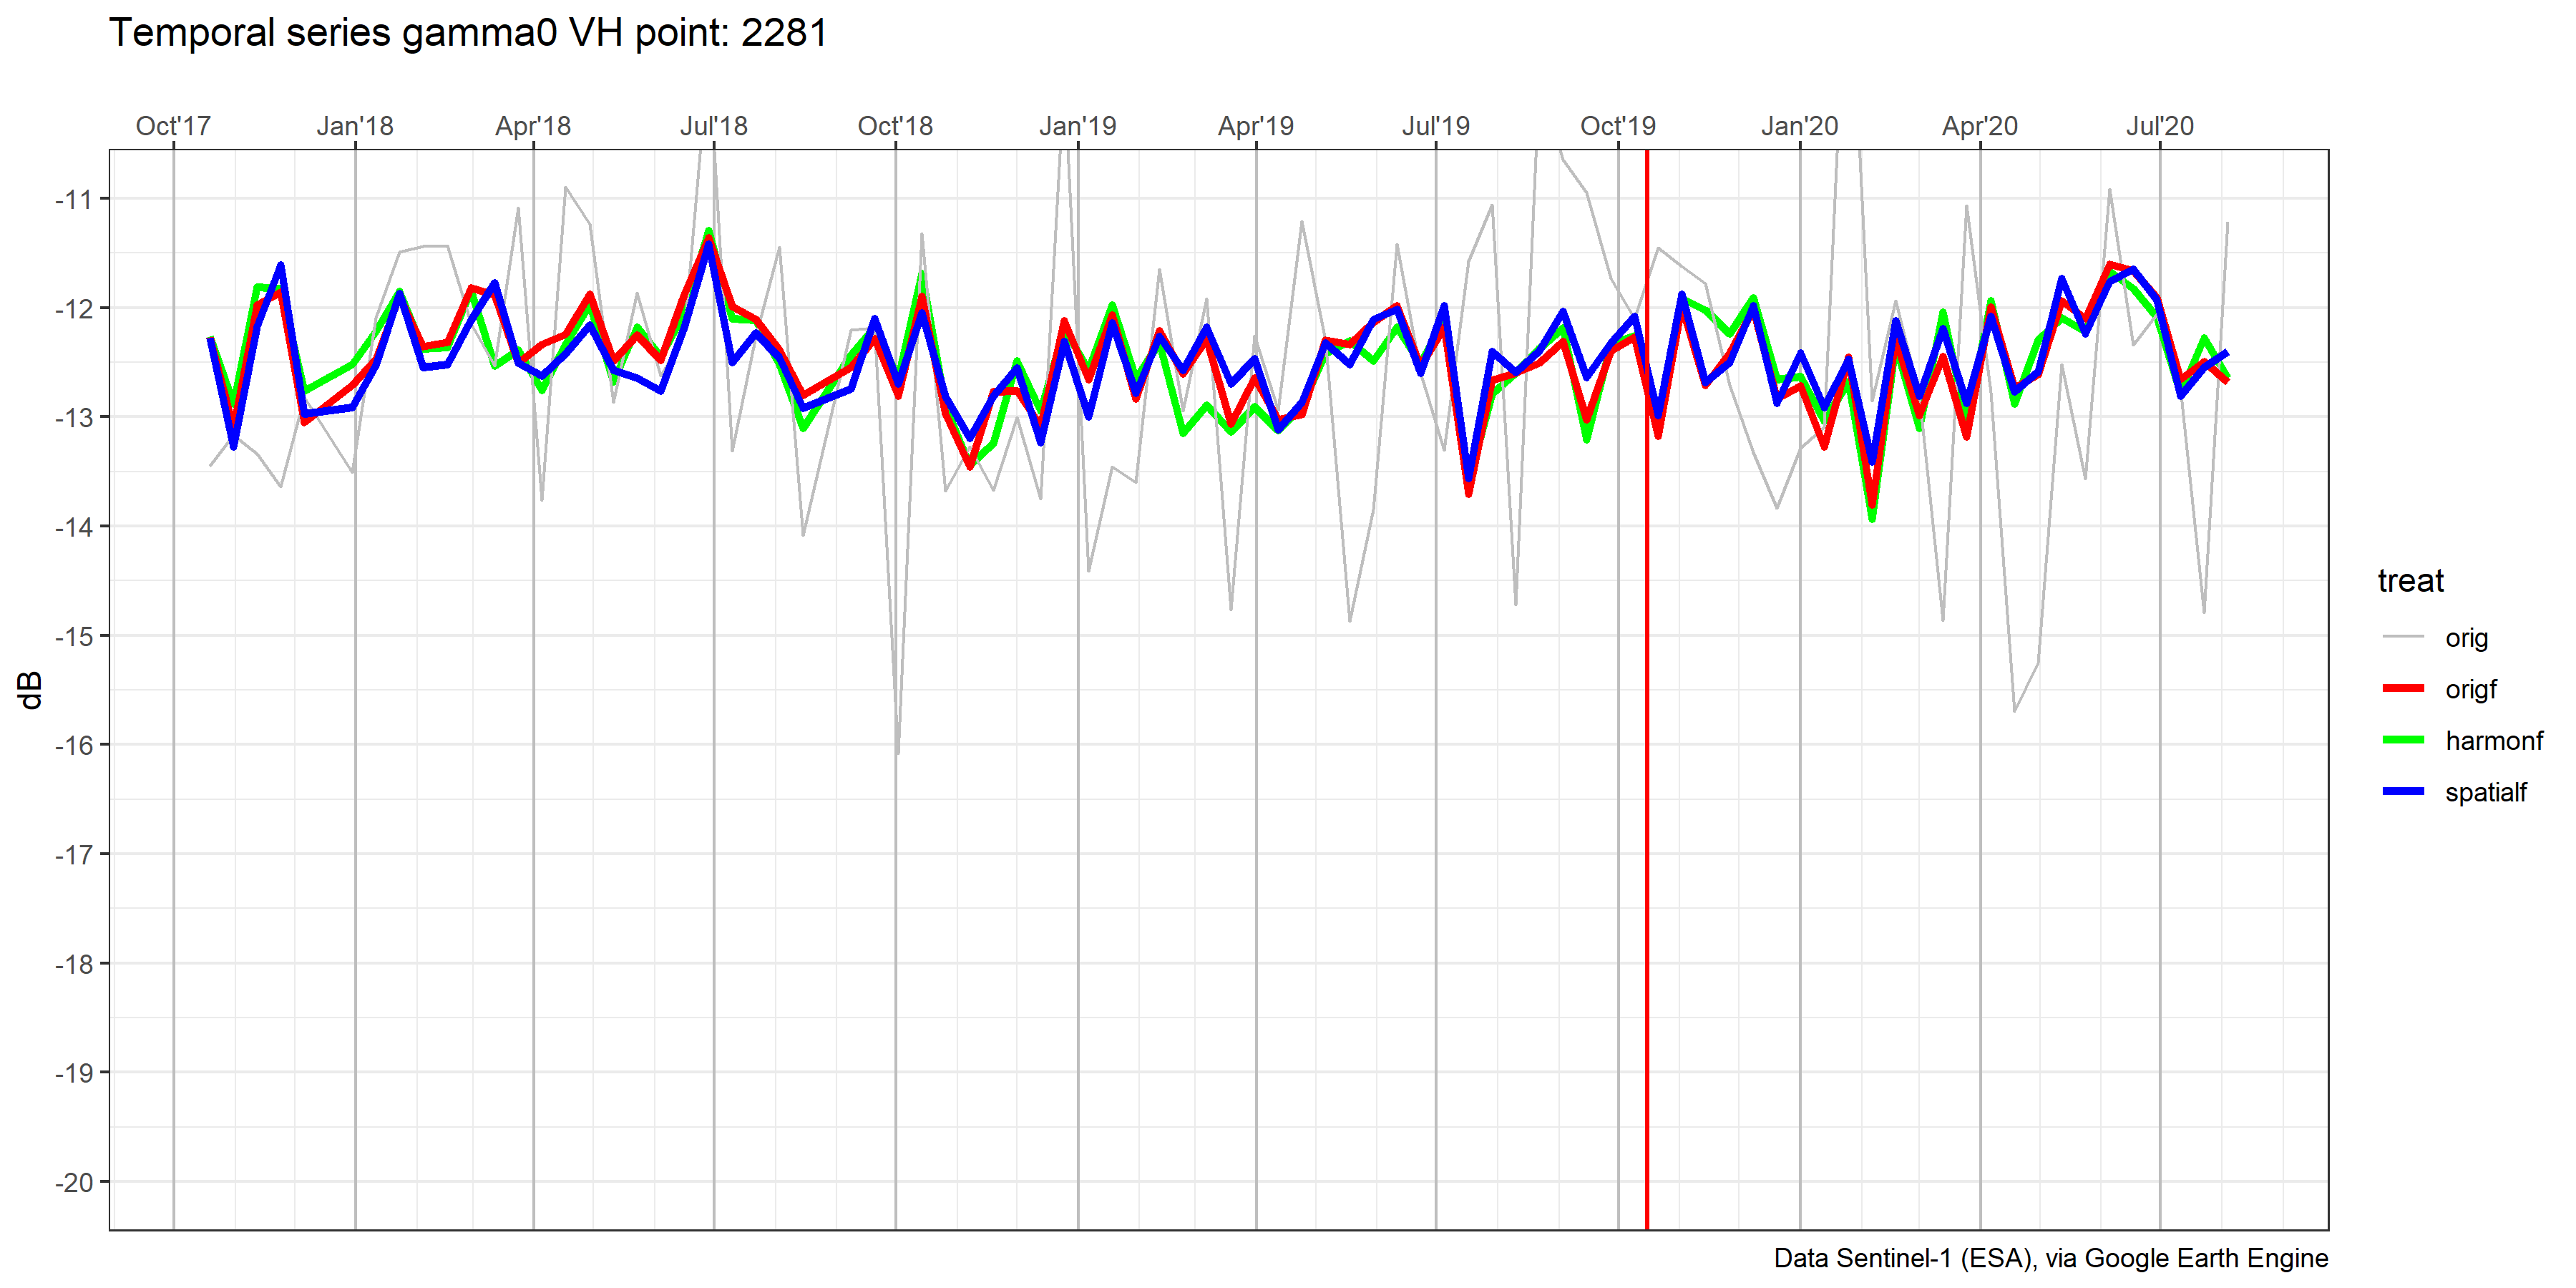 Temporal series gamma0 VH point: 2281
Oct'17 Jan'18 Apr'18 Jul'18 Oct'18 Jan'19 Apr'19 Jul'19 Oct'19 Jan'20 Apr'20 Jul'20
-11
-12
-13
-14
-15
-16
-17
-18
-19
-20
dB
treat
orig
origf
harmonf
spatialf
Data Sentinel-1 (ESA), via Google Earth Engine